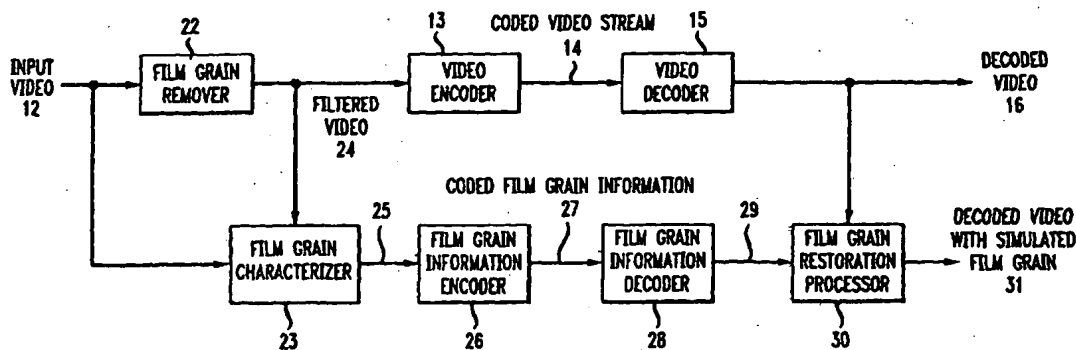 INPUT
VIDEO
12
22
FILM GRAIN
REMOVER
FILTERED
VIDEO
24
13
VIDEO
ENCODER
CODED VIDEO STREAM
14
15
VIDEO
DECODER
DECODED
VIDEO
16
FILM GRAIN
CHARACTERIZER
23
25
CODED FILM GRAIN INFORMATION
FILM GRAIN
INFORMATION
ENCODER
26
27
FILM GRAIN
INFORMATION
DECODER
28
29
FILM GRAIN
RESTORATION
PROCESSOR
30
DECODED VIDEO
WITH SIMULATED
FILM GRAIN
31